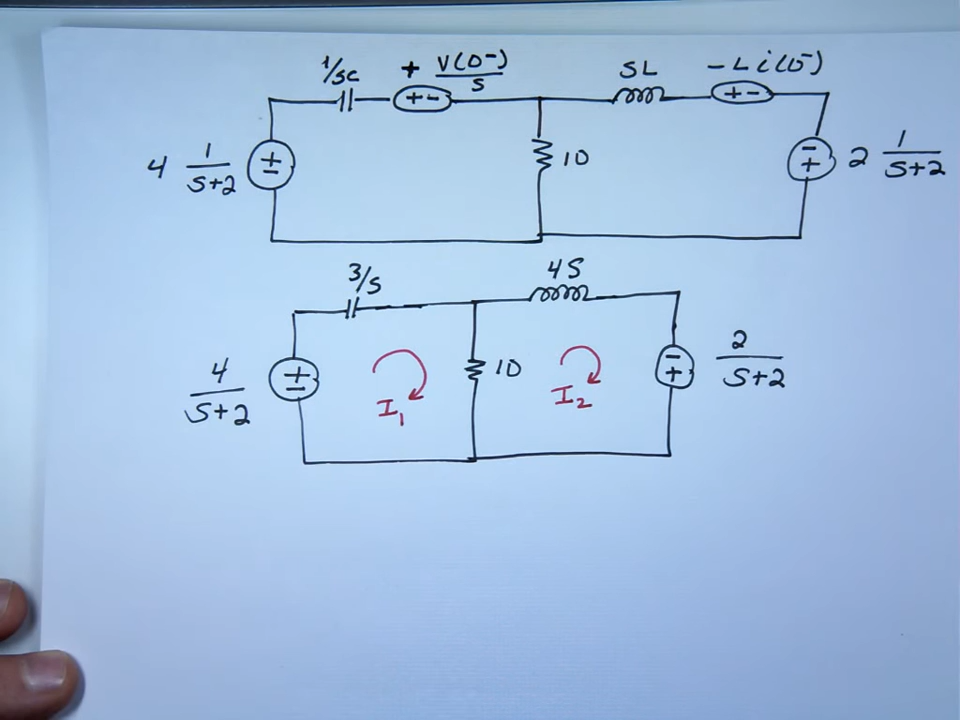 1/sc + v(0⁻)/s SL - L i(0⁻)
+ - + -
4 1/(S+2) + - 10 - + 2 1/(S+2)
3/s 4S
4/(S+2) + - 10 - + 2/(S+2)
I₁ I₂